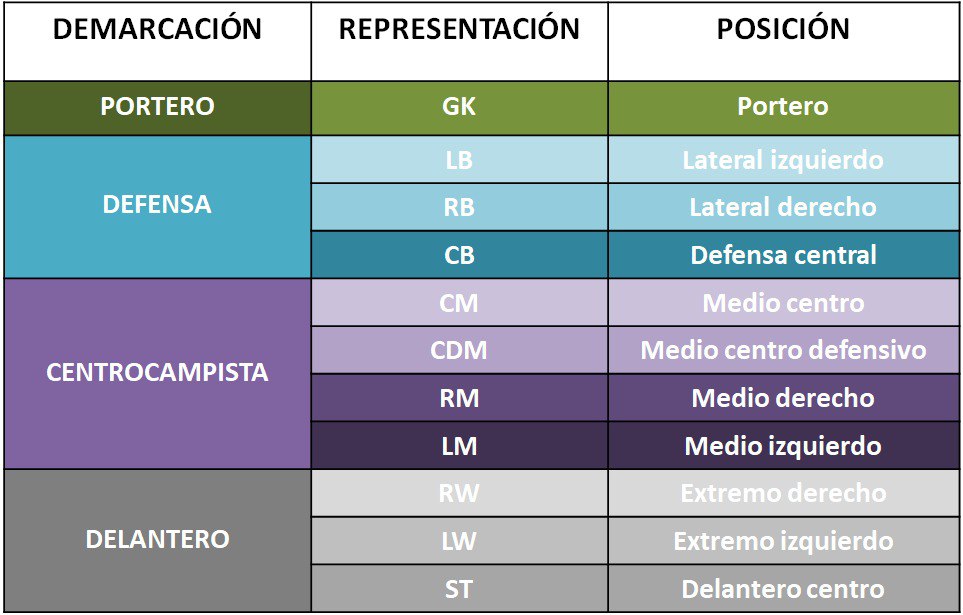 DEMARCACIÓN REPRESENTACIÓN POSICIÓN
PORTERO GK Portero
DEFENSA
LB Lateral izquierdo
RB Lateral derecho
CB Defensa central
CENTROCAMPISTA
CM Medio centro
CDM Medio centro defensivo
RM Medio derecho
LM Medio izquierdo
DELANTERO
RW Extremo derecho
LW Extremo izquierdo
ST Delantero centro